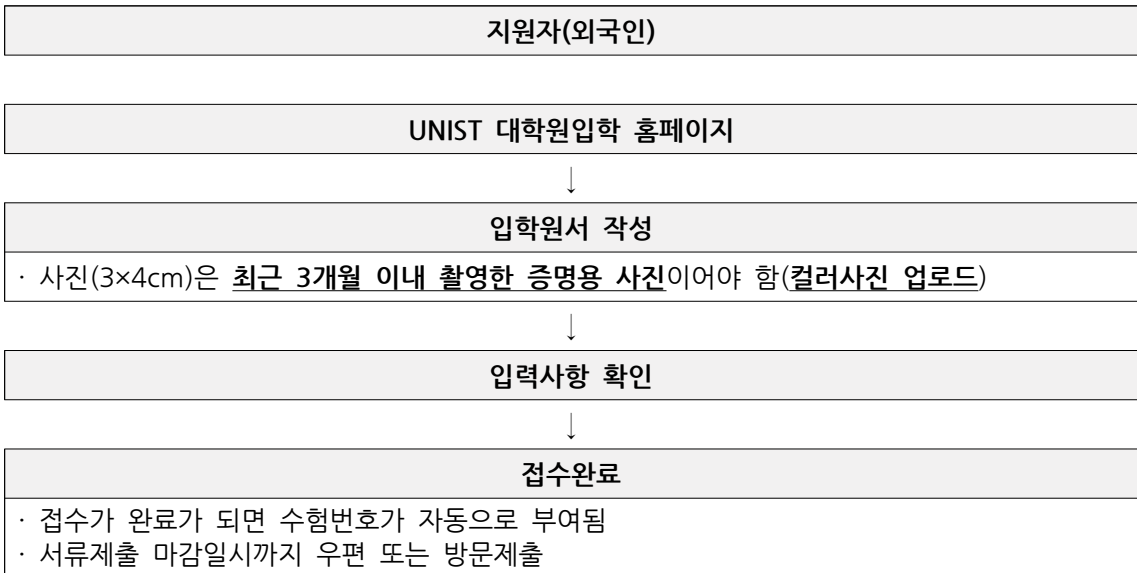 지원자(외국인)
UNIST 대학원입학 홈페이지
↓
입학원서 작성
· 사진(3×4cm)은 최근 3개월 이내 촬영한 증명용 사진이어야 함(컬러사진 업로드)
↓
입력사항 확인
↓
접수완료
· 접수가 완료가 되면 수험번호가 자동으로 부여됨
· 서류제출 마감일시까지 우편 또는 방문제출